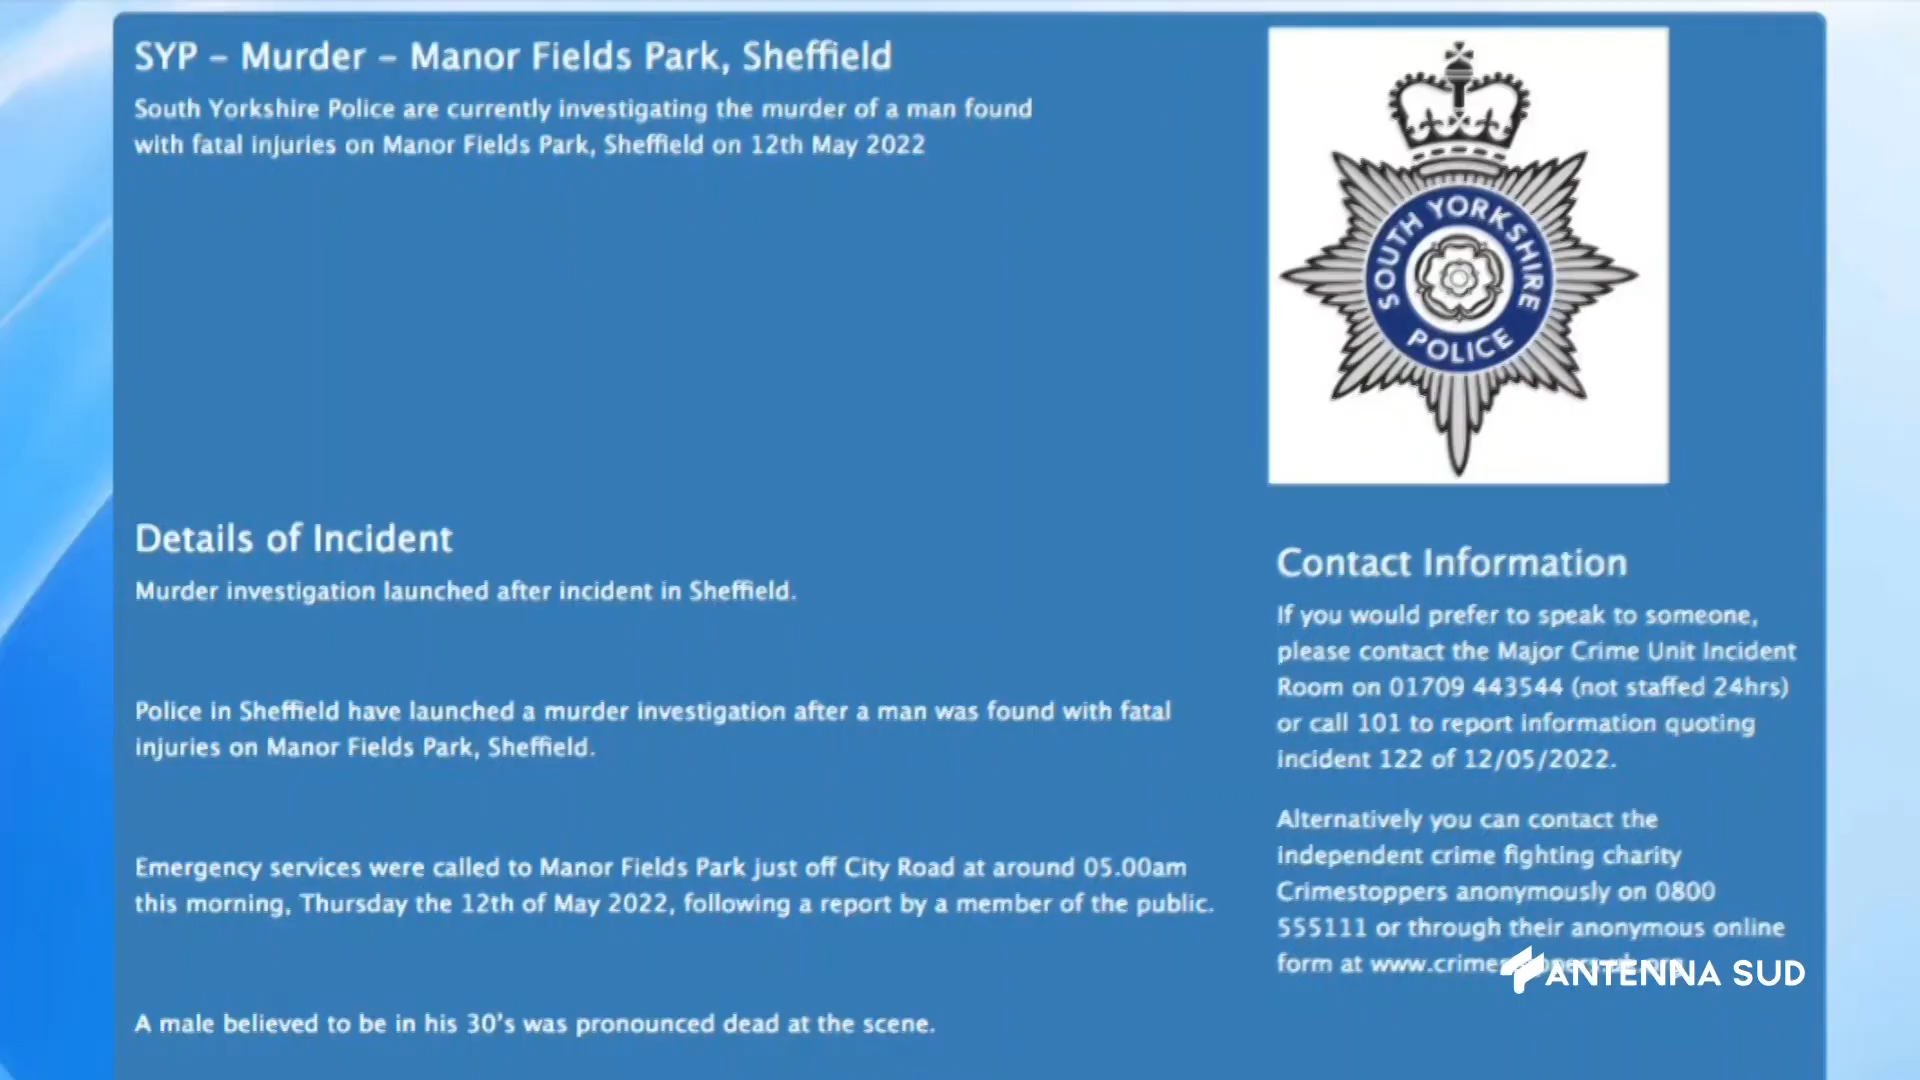 SYP – Murder – Manor Fields Park, Sheffield
South Yorkshire Police are currently investigating the murder of a man found
with fatal injuries on Manor Fields Park, Sheffield on 12th May 2022
SOUTH YORKSHIRE
POLICE
Details of Incident
Murder investigation launched after incident in Sheffield.
Police in Sheffield have launched a murder investigation after a man was found with fatal
injuries on Manor Fields Park, Sheffield.
Emergency services were called to Manor Fields Park just off City Road at around 05.00am
this morning, Thursday the 12th of May 2022, following a report by a member of the public.
A male believed to be in his 30's was pronounced dead at the scene.
Contact Information
If you would prefer to speak to someone,
please contact the Major Crime Unit Incident
Room on 01709 443544 (not staffed 24hrs)
or call 101 to report information quoting
incident 122 of 12/05/2022.
Alternatively you can contact the
independent crime fighting charity
Crimestoppers anonymously on 0800
555111 or through their anonymous online
form at
ANTENNA SUD